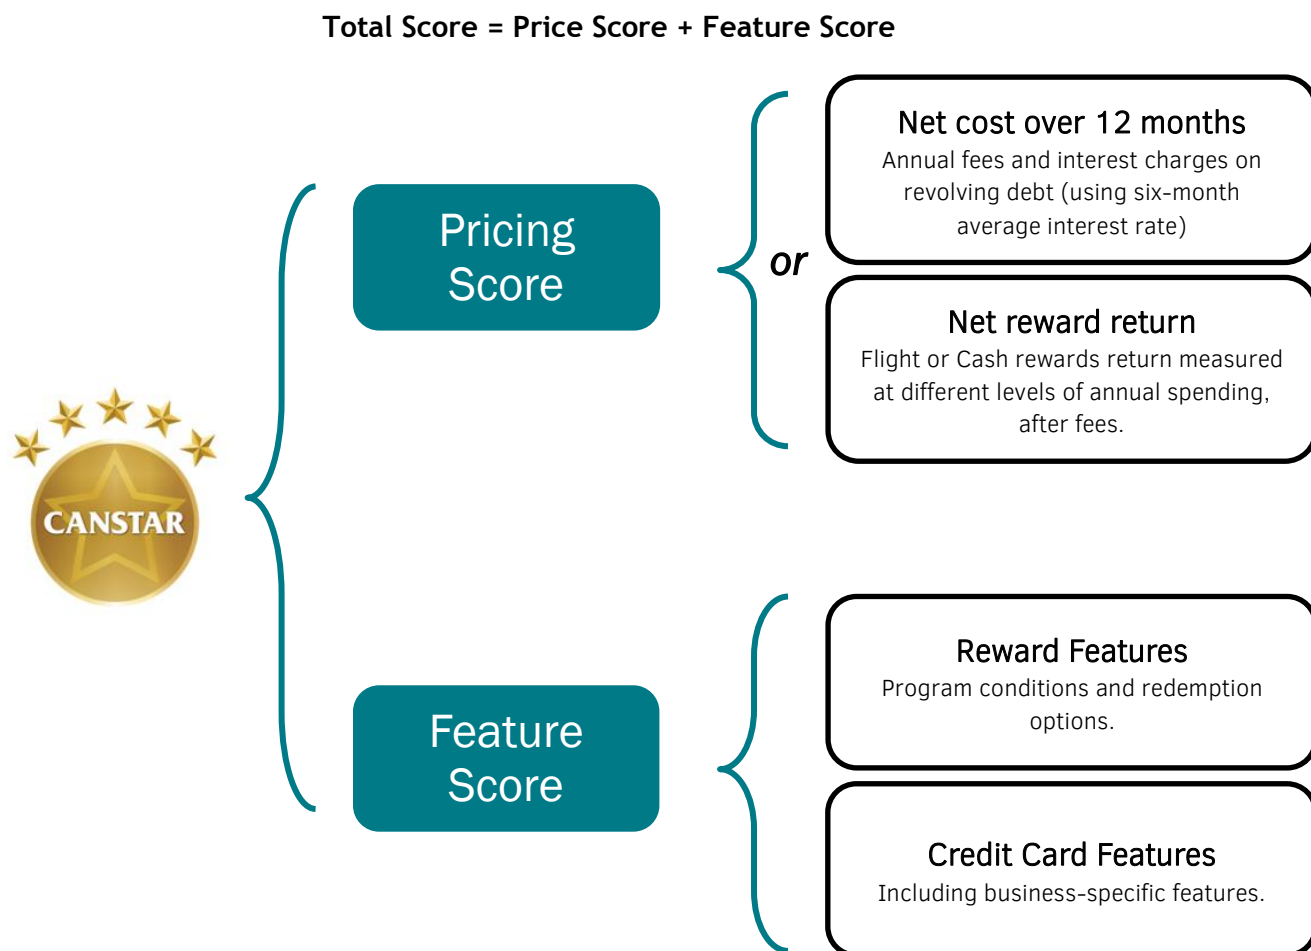 Total Score = Price Score + Feature Score
Net cost over 12 months
Annual fees and interest charges on
revolving debt (using six-month
average interest rate)
Pricing
Score
or
Net reward return
Flight or Cash rewards return measured
at different levels of annual spending,
after fees.
CANSTAR
Reward Features
Program conditions and redemption
options.
Feature
Score
Credit Card Features
Including business-specific features.